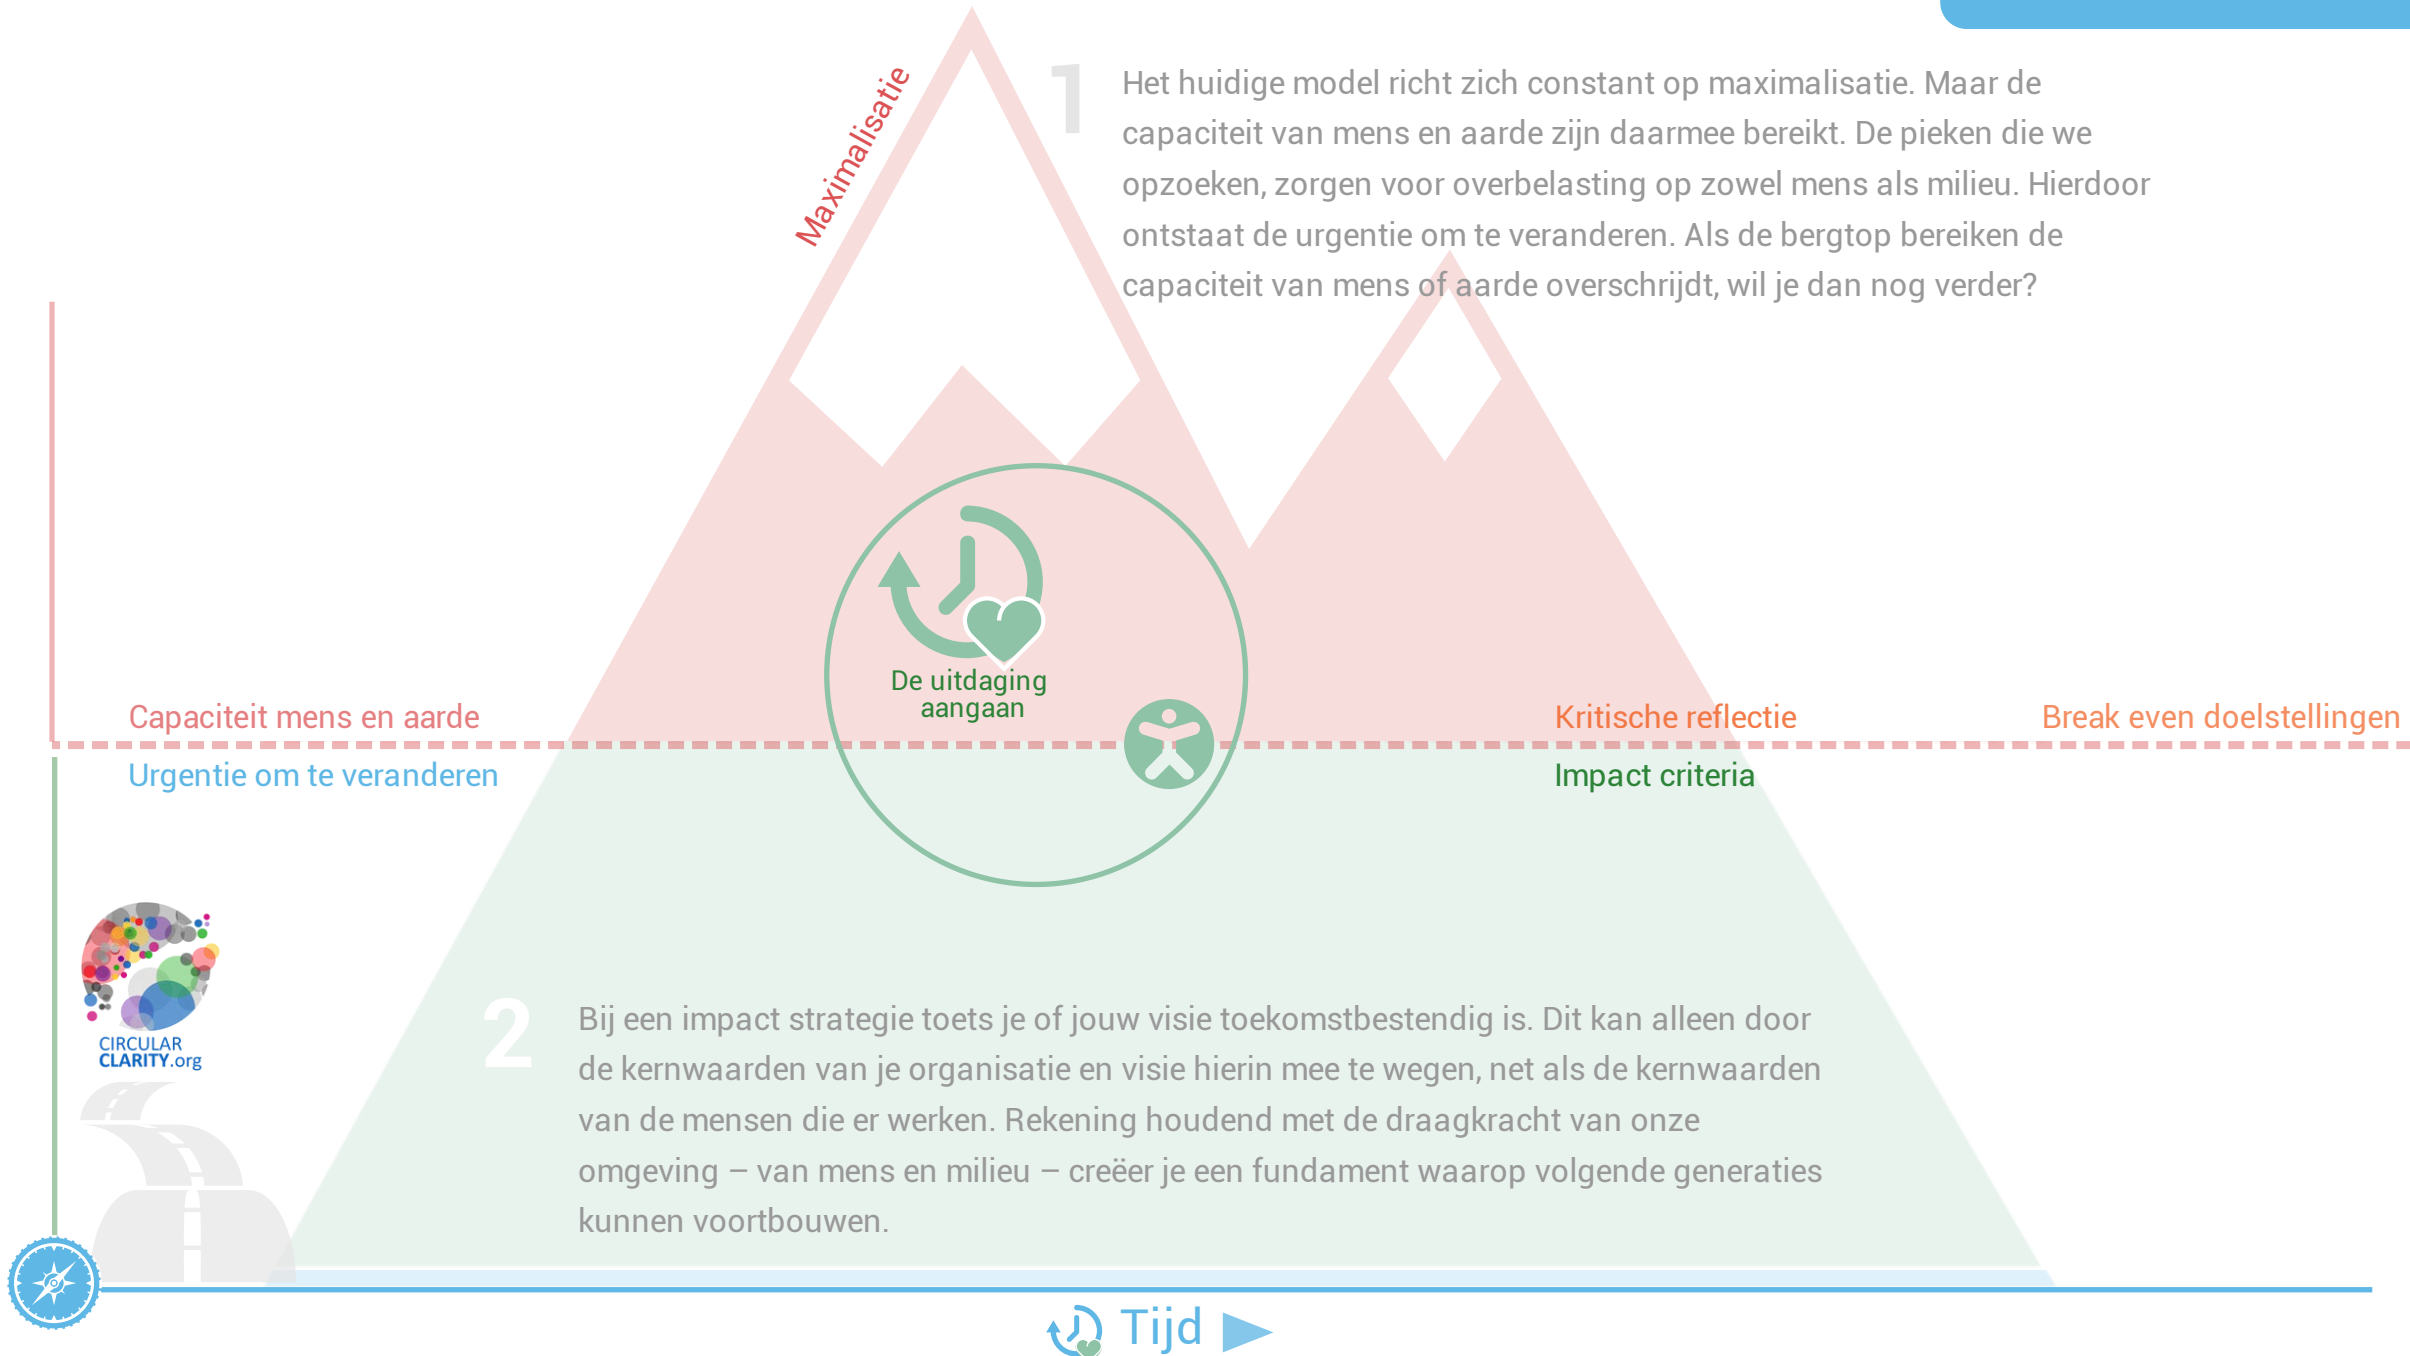 Maximalisatie
1
Het huidige model richt zich constant op maximalisatie. Maar de
capaciteit van mens en aarde zijn daarmee bereikt. De pieken die we
opzoeken, zorgen voor overbelasting op zowel mens als milieu. Hierdoor
ontstaat de urgentie om te veranderen. Als de bergtop bereiken de
capaciteit van mens of aarde overschrijdt, wil je dan nog verder?
De uitdaging
aangaan
Capaciteit mens en aarde
Kritische reflectie
Break even doelstellingen
Urgentie om te veranderen
Impact criteria
CIRCULAR
CLARITY.org
2
Bij een impact strategie toets je of jouw visie toekomstbestendig is. Dit kan alleen door
de kernwaarden van je organisatie en visie hierin mee te wegen, net als de kernwaarden
van de mensen die er werken. Rekening houdend met de draagkracht van onze
omgeving – van mens en milieu – creëer je een fundament waarop volgende generaties
kunnen voortbouwen.
Tijd